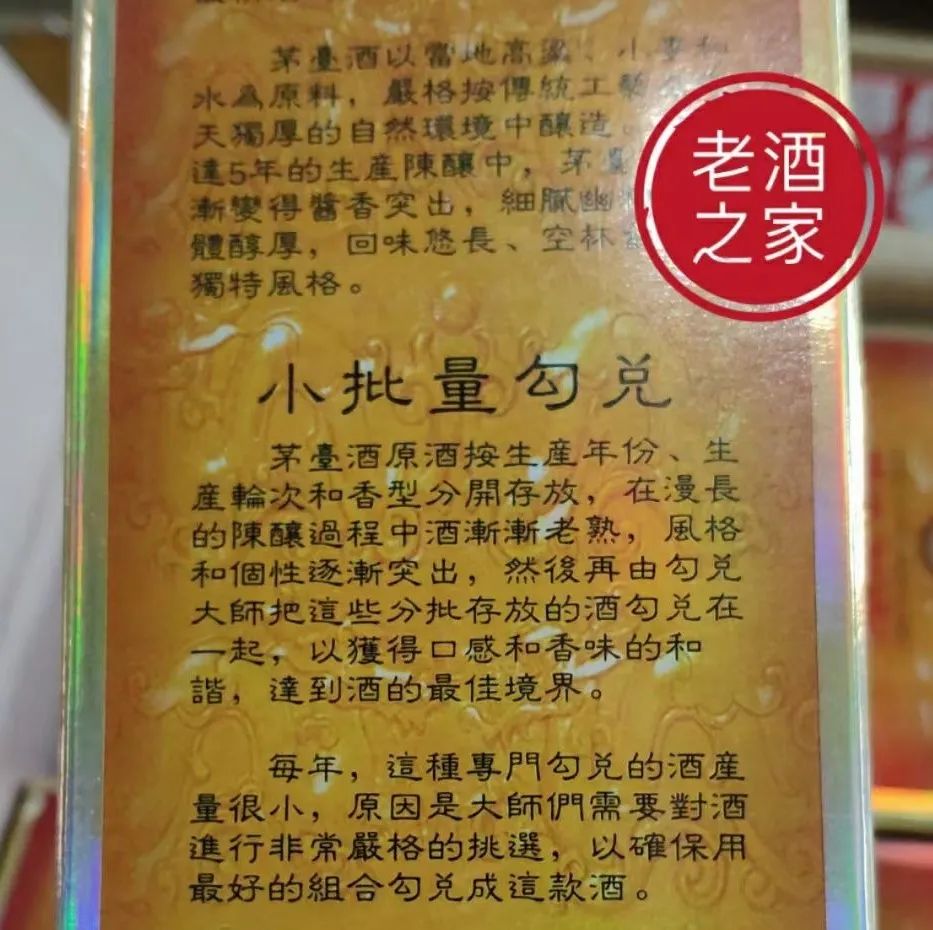 茅臺酒以當地高粱、小麥和
水爲原料，嚴格按傳統工藝
天獨厚的自然環境中釀造。
達5年的生産陳釀中，茅臺
漸變得醬香突出，細膩幽
體醇厚，回味悠長、空林
獨特風格。
老酒
之家
小批量勾兑
茅臺酒原酒按生産年份、生
産輪次和香型分開存放，在漫長
的陳釀過程中酒漸漸老熟，風格
和個性逐漸突出，然後再由勾兑
大師把這些分批存放的酒勾兑在
一起，以獲得口感和香味的和
諧，達到酒的最佳境界。
每年，這種專門勾兑的酒産
量很小，原因是大師們需要對酒
進行非常嚴格的挑選，以確保用
最好的組合勾兑成這款酒。